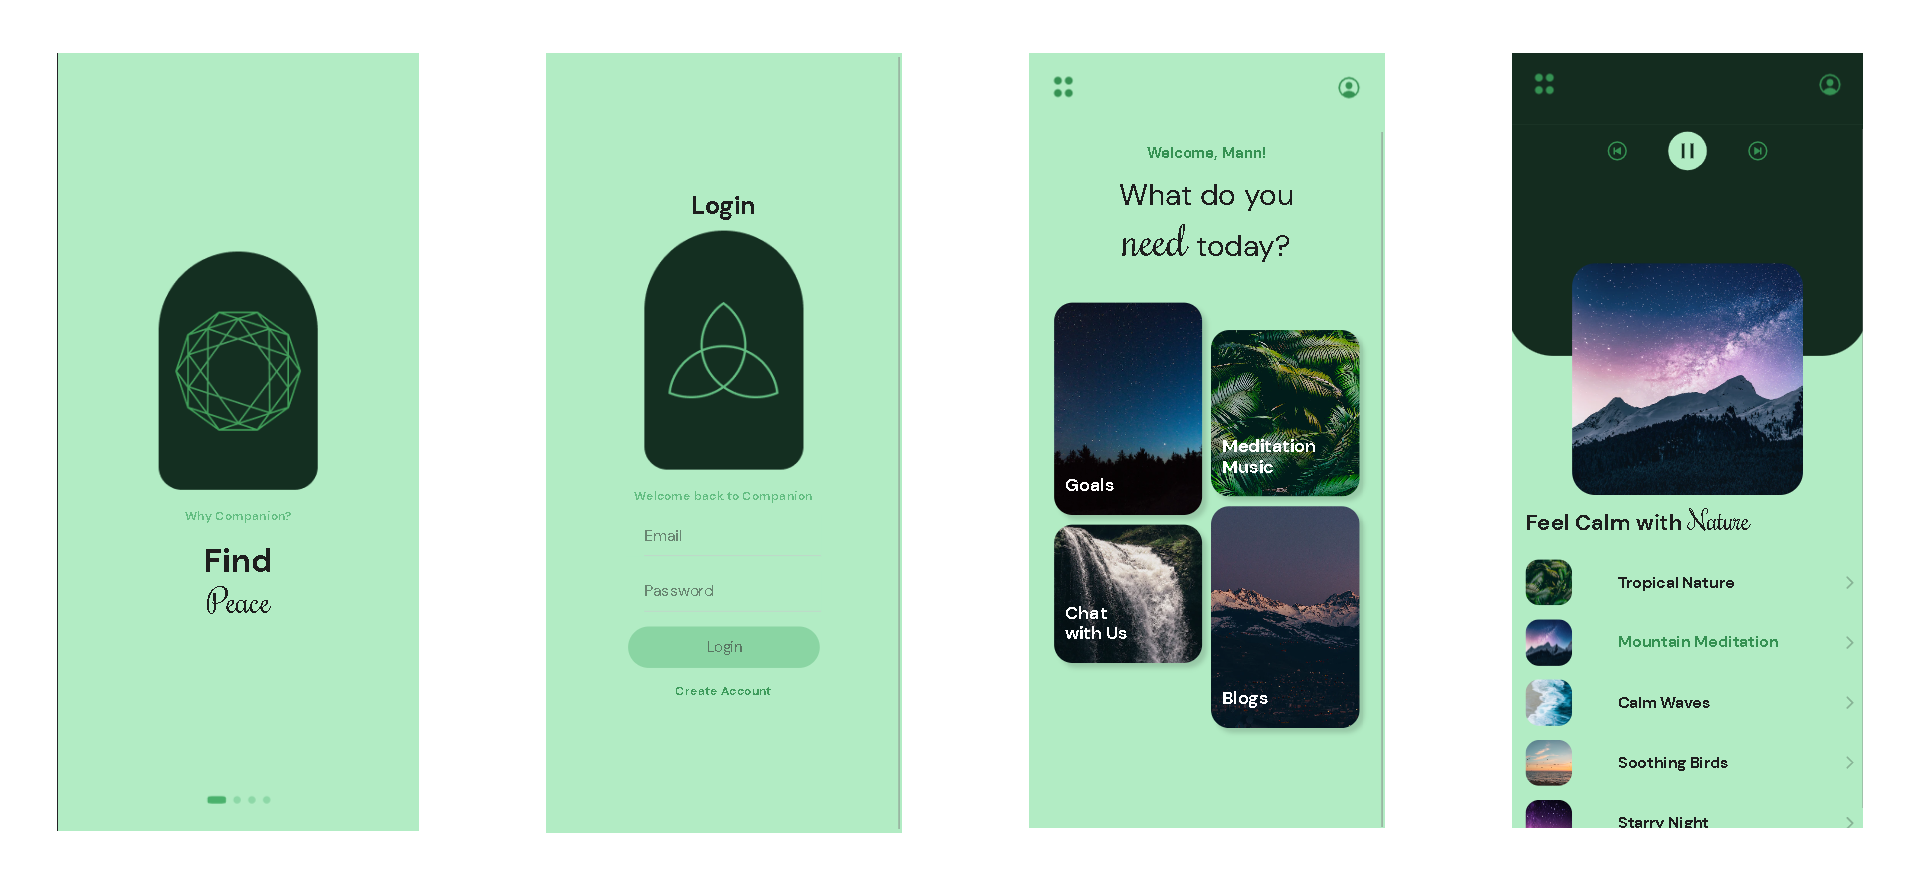 Why Companion?
Find
Peace
Login
Welcome back to Companion
Email
Password
Login
Create Account
Welcome, Mann!
What do you
need today?
Goals
Meditation
Music
Chat
with Us
Blogs
Feel Calm with Nature
Tropical Nature
Mountain Meditation
Calm Waves
Soothing Birds
Starry Night